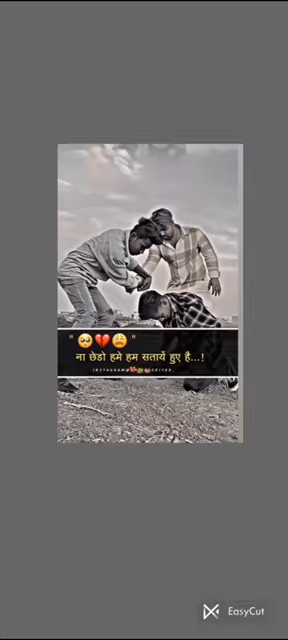 " 🥺💔😩 "
ना छेडो हमे हम सतायें हुए है...!
EasyCut